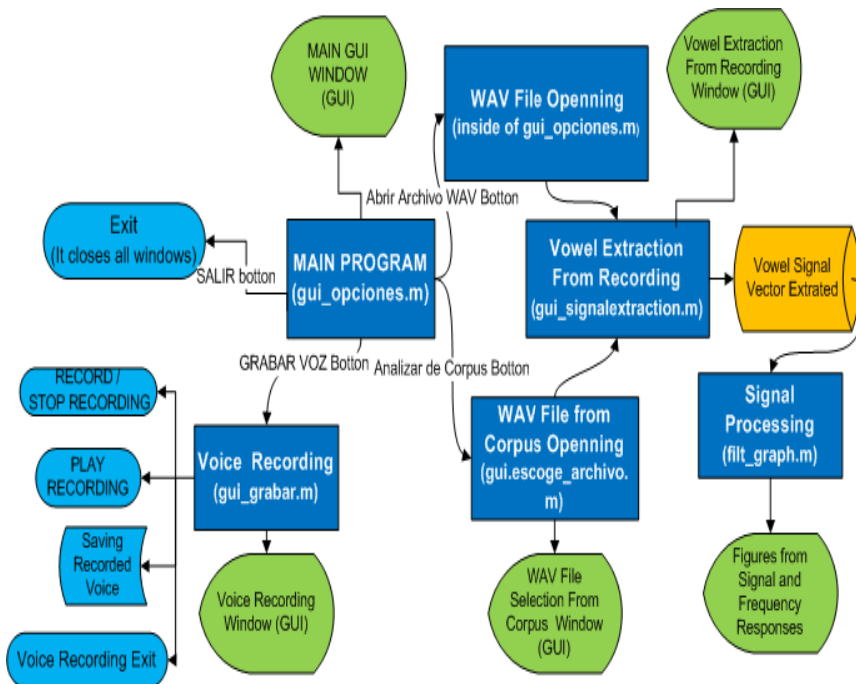 MAIN GUI
WINDOW
(GUI)
WAV File Openning
(inside of gui_opciones.m)
Vowel Extraction
From Recording
Window (GUI)
Abrir Archivo WAV Botton
Exit
(It closes all windows)
SALIR botton
MAIN PROGRAM
(gui_opciones.m)
Vowel Extraction
From Recording
(gui_signalextraction.m)
Vowel Signal
Vector Extrated
GRABAR VOZ Botton
Analizar de Corpus Botton
RECORD /
STOP RECORDING
PLAY
RECORDING
Saving
Recorded
Voice
Voice Recording Exit
Voice Recording
(gui_grabar.m)
Voice Recording
Window (GUI)
WAV File from
Corpus Openning
(gui.escoge_archivo.
m)
WAV File
Selection From
Corpus Window
(GUI)
Signal
Processing
(filt_graph.m)
Figures from
Signal and
Frequency
Responses